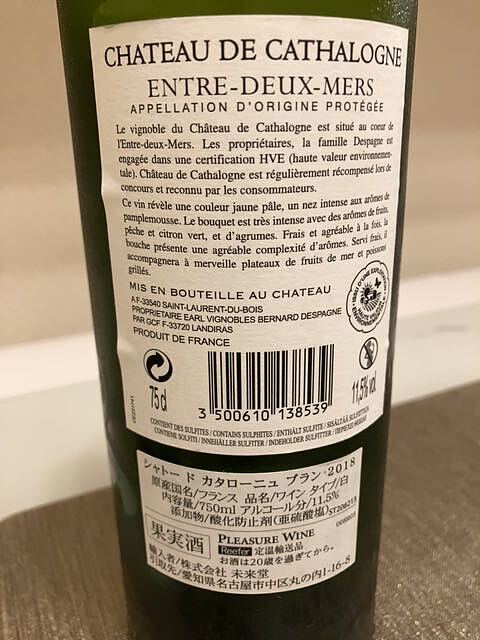 CHATEAU DE CATHALOGNE
ENTRE-DEUX-MERS
APPELLATION D'ORIGINE PROTÉGÉE
Le vignoble du Château de Cathalogne est situé au coeur de
l'Entre-deux-Mers. Les propriétaires, la famille Despagne est
engagée dans une certification HVE (haute valeur environnemen-
tale). Château de Cathalogne est régulièrement récompensé lors de
concours et reconnu par les consommateurs.
Ce vin révèle une couleur jaune pâle, un nez intense aux arômes de
pamplemousse. Le bouquet est très intense avec des arômes de fruits,
pêche et citron vert, et d'agrumes. Frais et agréable à la fois, la
bouche présente une agréable complexité d'arômes. Servi frais, il
accompagnera à merveille plateaux de fruits de mer et poissons
grillés.
MIS EN BOUTEILLE AU CHATEAU
A F-33540 SAINT-LAURENT-DU-BOIS
PROPRIETAIRE EARL VIGNOBLES BERNARD DESPAGNE
PAR GCF F-33720 LANDIRAS
PRODUIT DE FRANCE
HAUTE VALEUR ENVIRONNEMENTALE
75cl
3 500610 138539
11,5% vol.
CONTIENT DES SULFITES / CONTAINS SULPHITES / ENTHÄLT SULFITE / SISÄLTÄÄ SULFIITTEJA
CONTIENE SOLFITI / INNEHÅLLER SULFITER / INDEHOLDER SULFITTER /
シャトー ド カタローニュ ブラン 2018
原産国名/フランス 品名/ワイン タイプ/白
内容量/750ml アルコール分/11.5%
添加物/酸化防止剤(亜硫酸塩)ST206213
果実酒
PLEASURE WINE
Reefer 定温輸送品
お酒は20歳を過ぎてから。
輸入者/株式会社 未来堂
引取先/愛知県名古屋市中区丸の内1-16-8